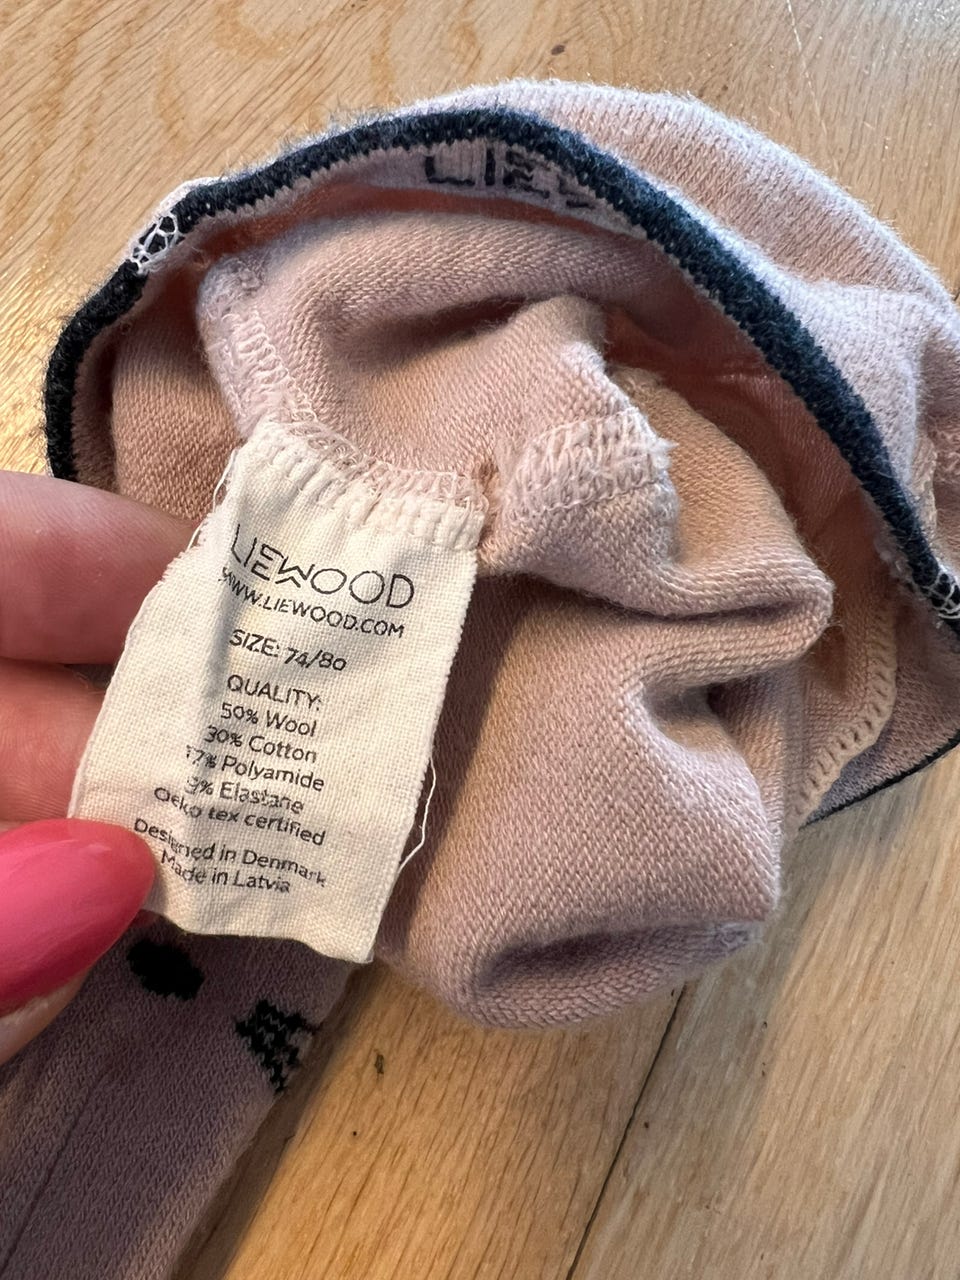 LIE
LIEWOOD
WWW.LIEWOOD.COM
SIZE: 74/80
QUALITY:
50% Wool
30% Cotton
17% Polyamide
3% Elastane
Oeko tex certified
Designed in Denmark
Made in Latvia